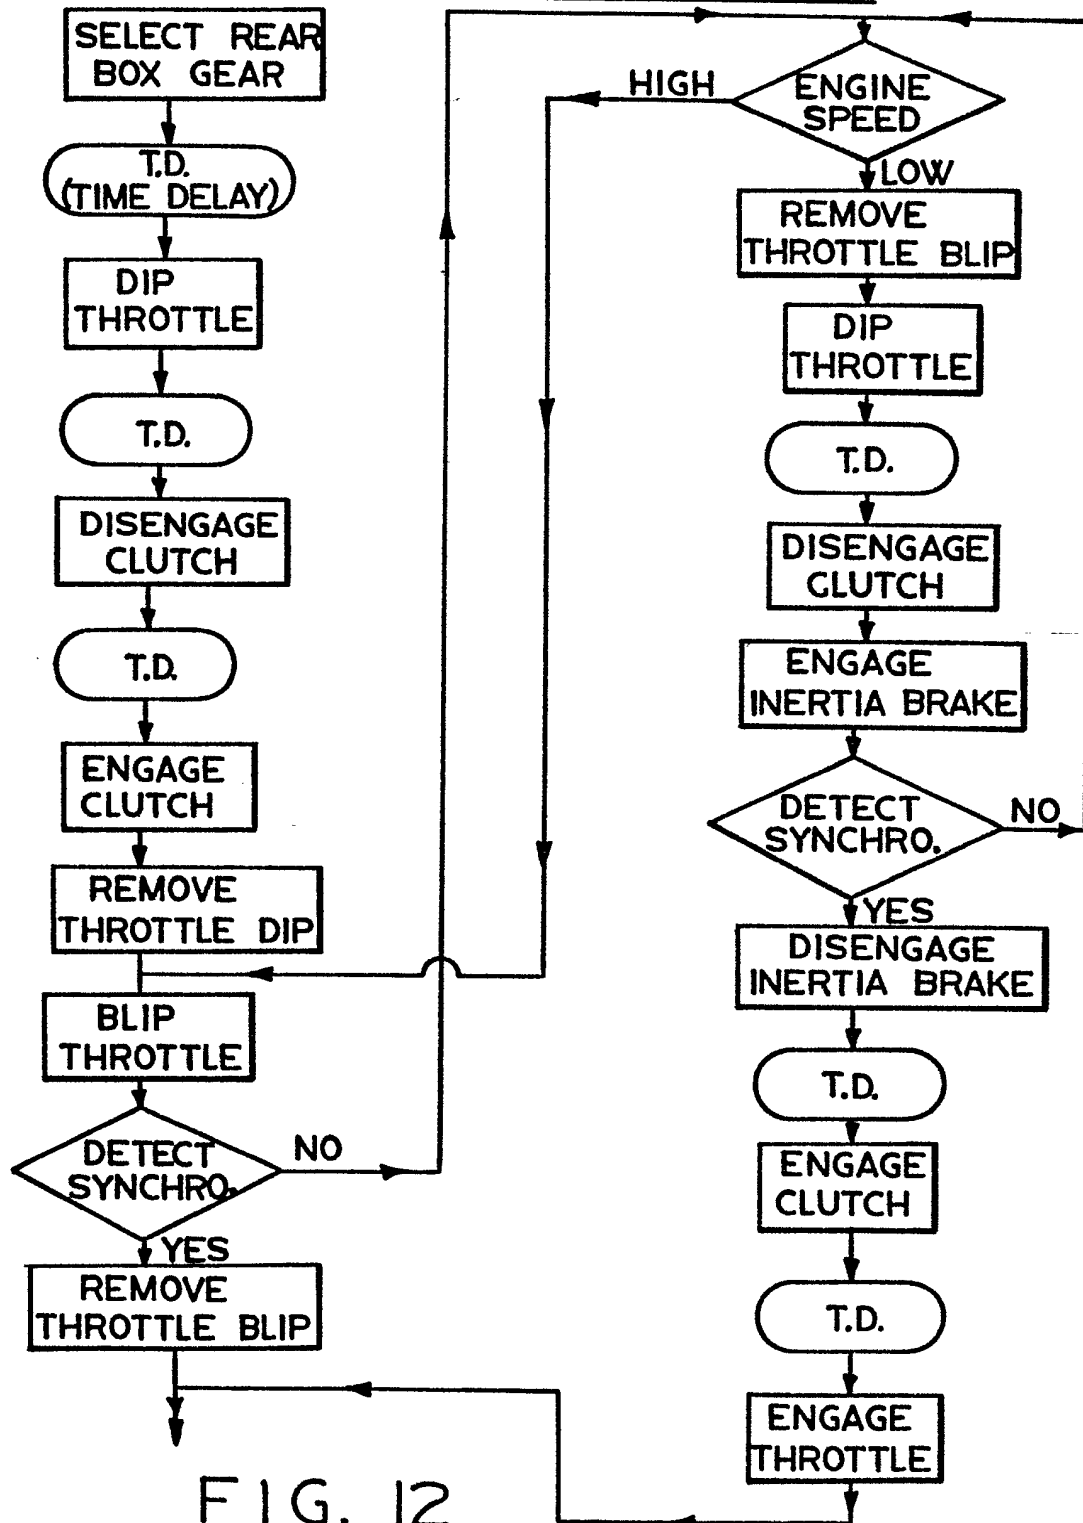 SELECT REAR
BOX GEAR
T.D.
(TIME DELAY)
DIP
THROTTLE
T.D.
DISENGAGE
CLUTCH
T.D.
ENGAGE
CLUTCH
REMOVE
THROTTLE DIP
BLIP
THROTTLE
DETECT
SYNCHRO.
NO
YES
REMOVE
THROTTLE BLIP
HIGH
ENGINE
SPEED
LOW
REMOVE
THROTTLE BLIP
DIP
THROTTLE
T.D.
DISENGAGE
CLUTCH
ENGAGE
INERTIA BRAKE
DETECT
SYNCHRO.
NO
YES
DISENGAGE
INERTIA BRAKE
T.D.
ENGAGE
CLUTCH
T.D.
ENGAGE
THROTTLE
FIG. 12